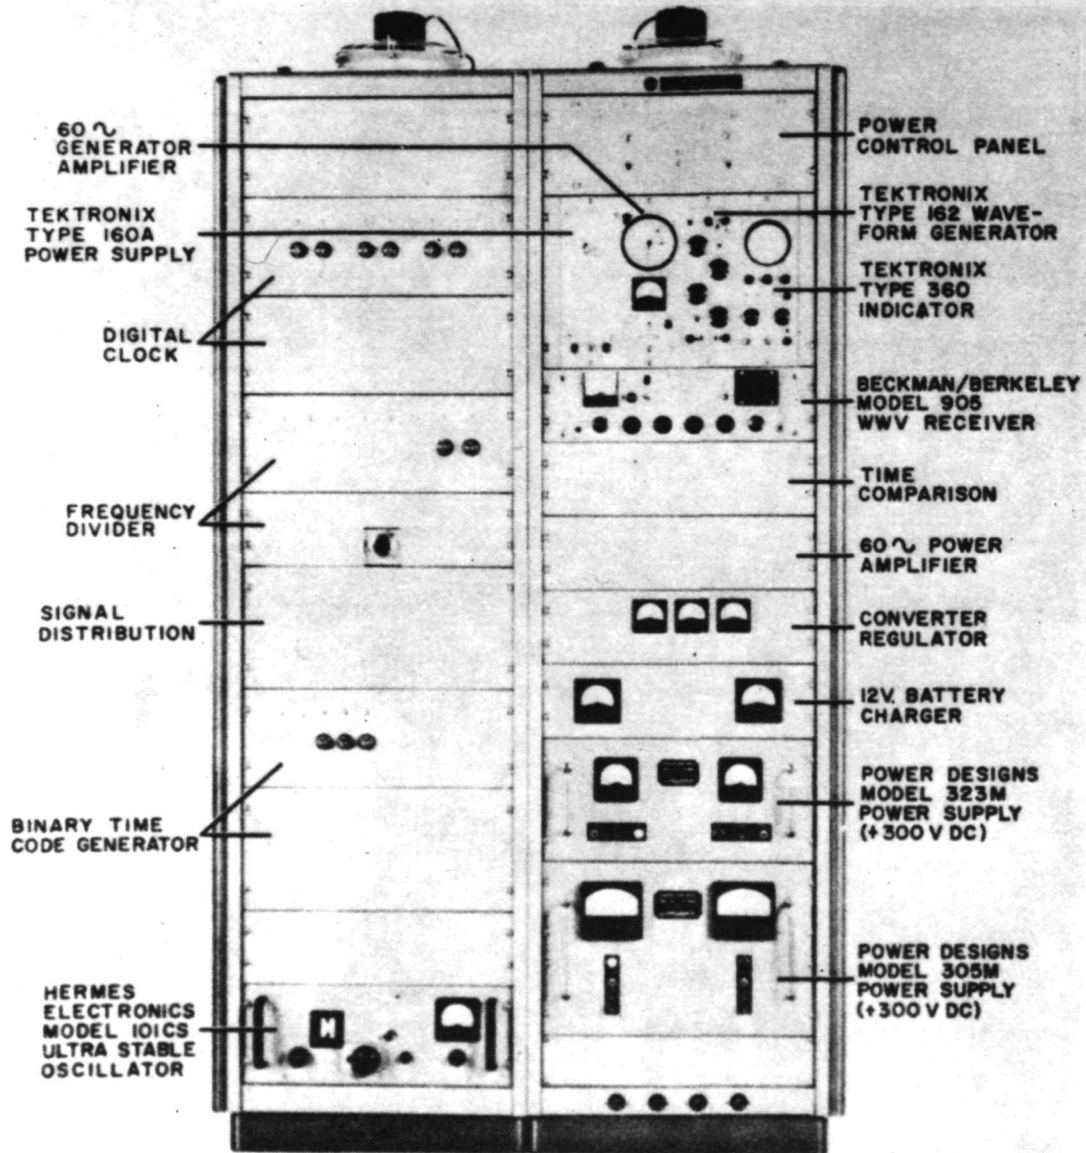 60 ∿
GENERATOR
AMPLIFIER
TEKTRONIX
TYPE 160A
POWER SUPPLY
DIGITAL
CLOCK
FREQUENCY
DIVIDER
SIGNAL
DISTRIBUTION
BINARY TIME
CODE GENERATOR
HERMES
ELECTRONICS
MODEL 101CS
ULTRA STABLE
OSCILLATOR
H
POWER
CONTROL PANEL
TEKTRONIX
TYPE 162 WAVE-
FORM GENERATOR
TEKTRONIX
TYPE 360
INDICATOR
BECKMAN/BERKELEY
MODEL 905
WWV RECEIVER
TIME
COMPARISON
60 ∿ POWER
AMPLIFIER
CONVERTER
REGULATOR
12V. BATTERY
CHARGER
POWER DESIGNS
MODEL 323M
POWER SUPPLY
(+300 V DC)
POWER DESIGNS
MODEL 305M
POWER SUPPLY
(+300 V DC)